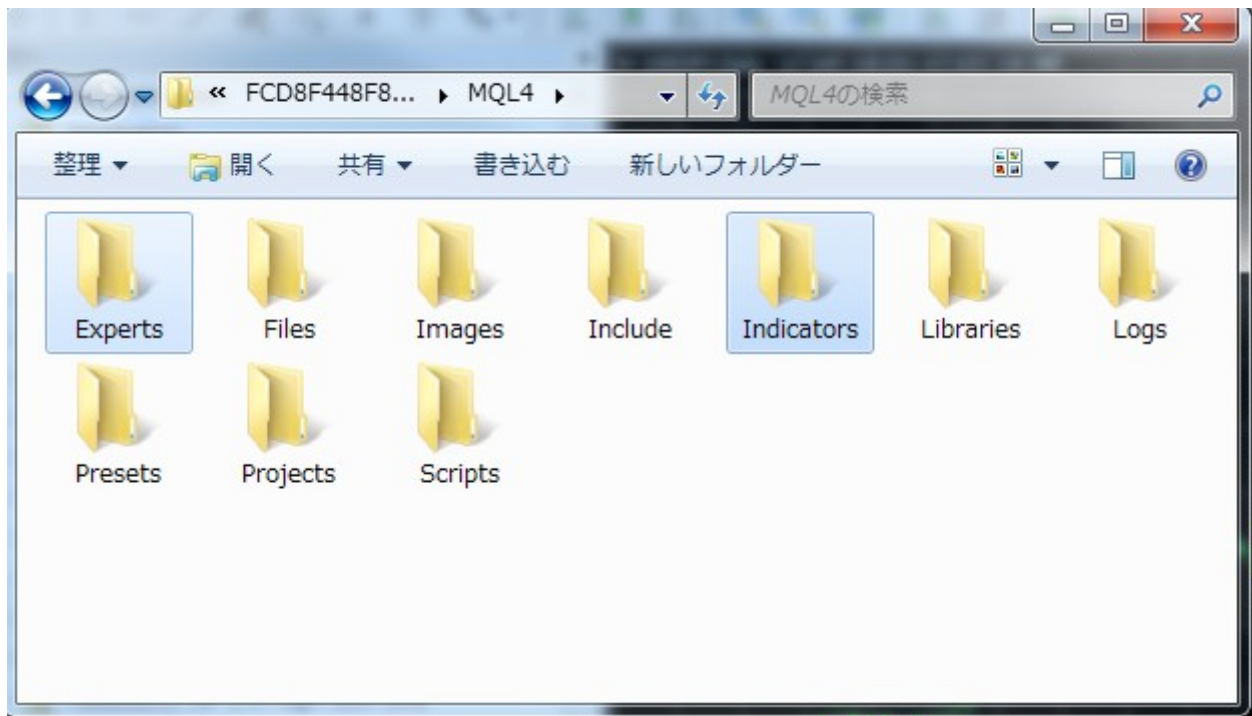 « FCD8F448F8... ▸ MQL4 ▸ MQL4の検索
整理 開く 共有 書き込む 新しいフォルダー
Experts Files Images Include Indicators Libraries Logs
Presets Projects Scripts